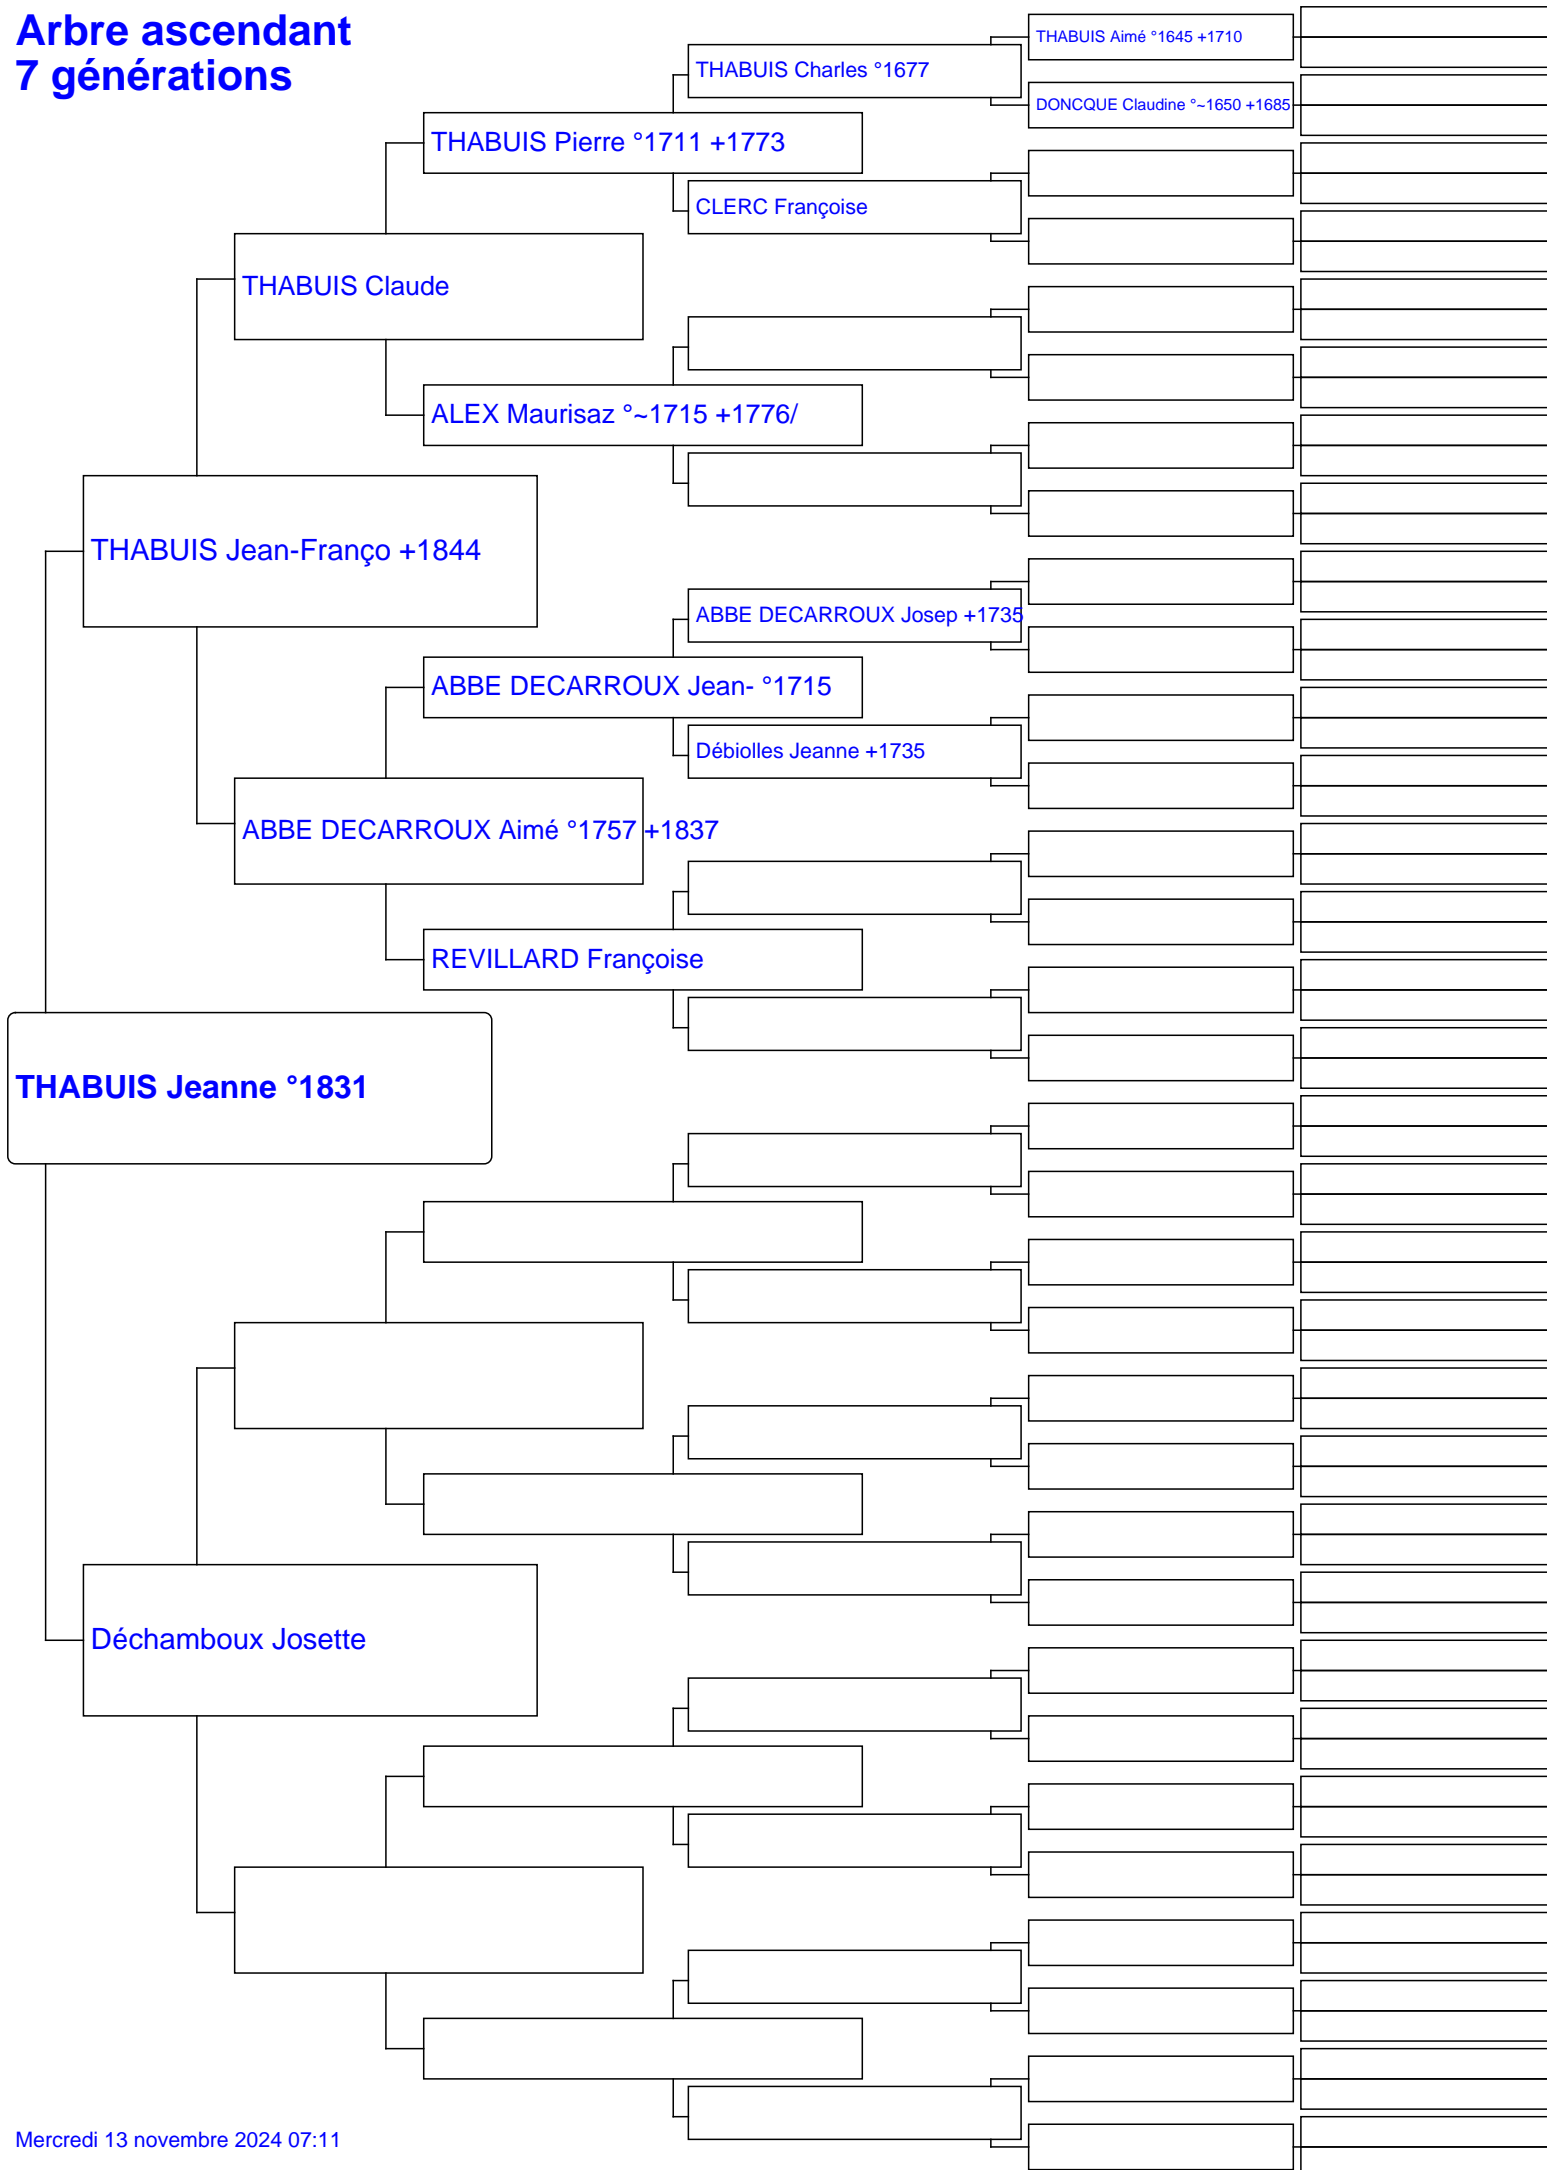 Arbre ascendant
7 générations
THABUIS Aimé °1645 +1710
THABUIS Charles °1677
DONCQUE Claudine °~1650 +1685
THABUIS Pierre °1711 +1773
CLERC Françoise
THABUIS Claude
ALEX Maurisaz °~1715 +1776/
THABUIS Jean-Franço +1844
ABBE DECARROUX Josep +1735
ABBE DECARROUX Jean- °1715
Débiolles Jeanne +1735
ABBE DECARROUX Aimé °1757 +1837
REVILLARD Françoise
THABUIS Jeanne °1831
Déchamboux Josette
Mercredi 13 novembre 2024 07:11